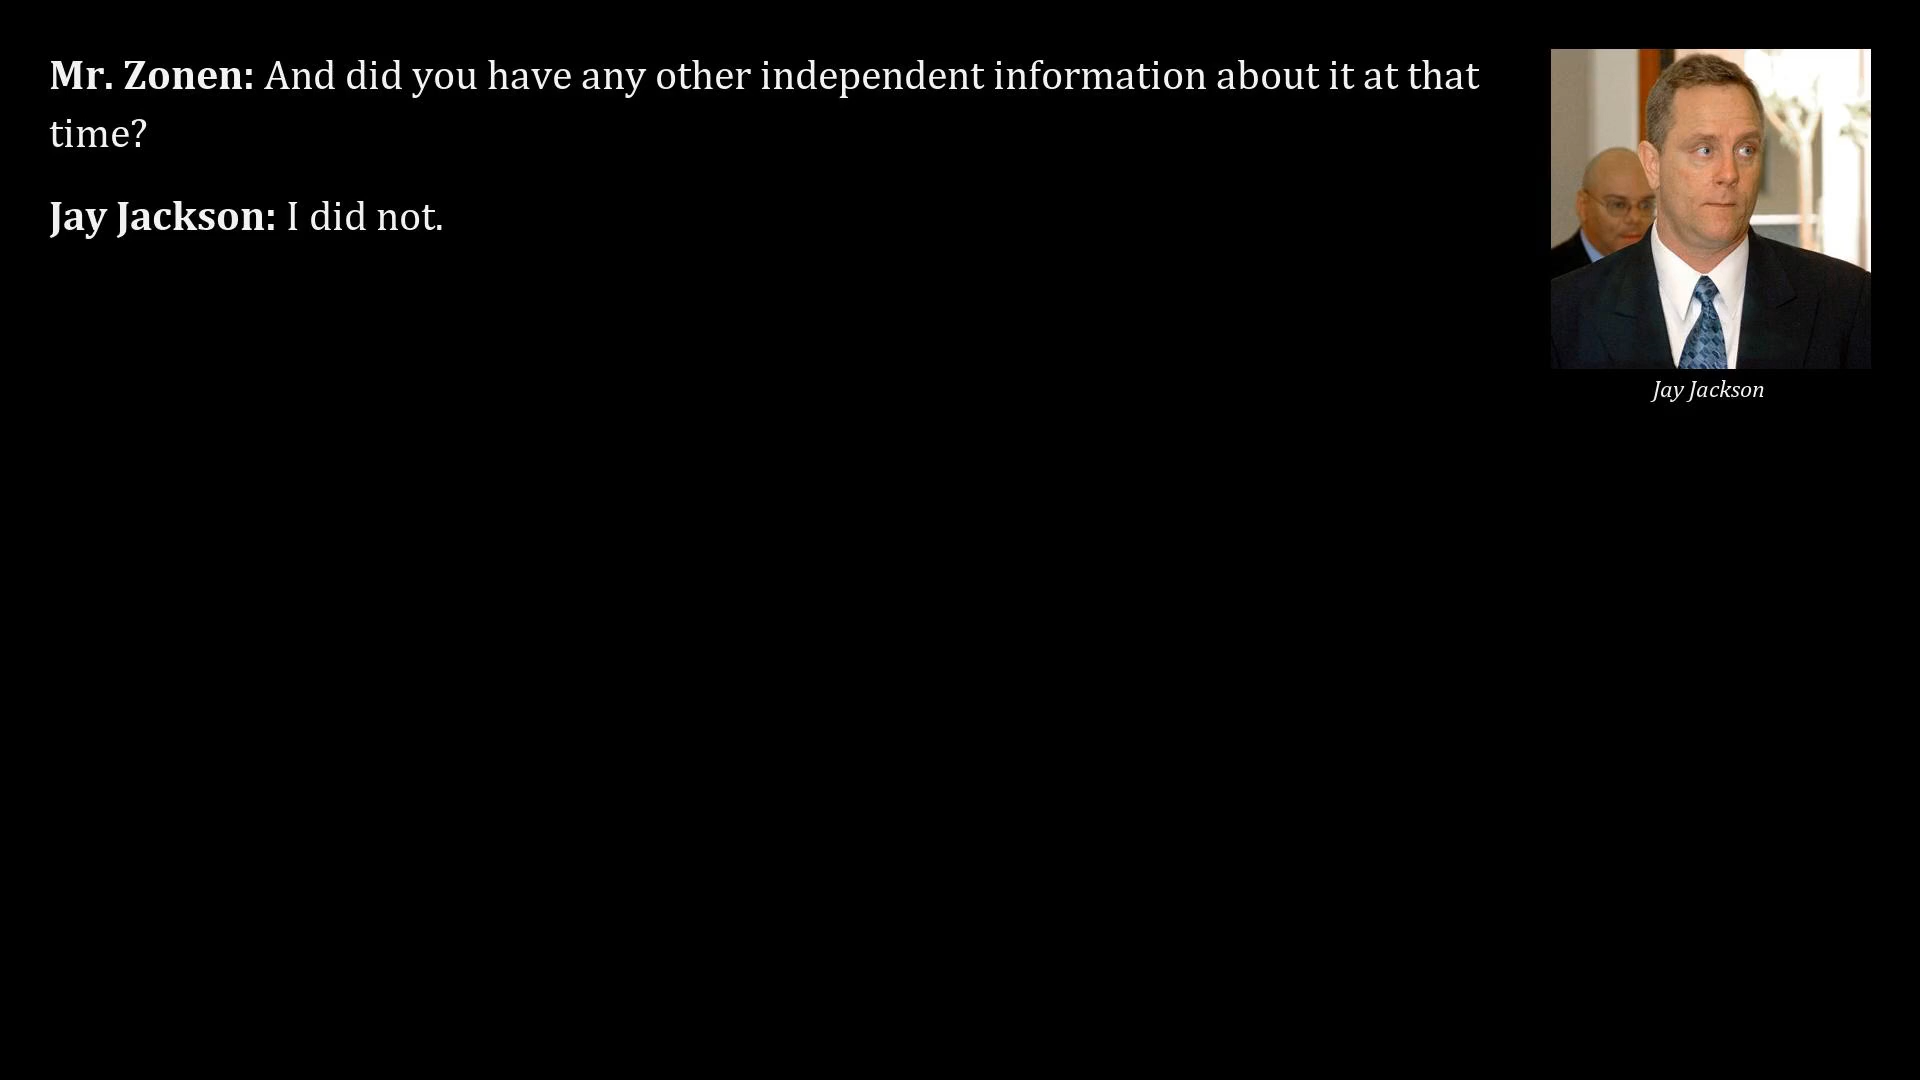 Mr. Zonen: And did you have any other independent information about it at that
time?
Jay Jackson: I did not.
Jay Jackson